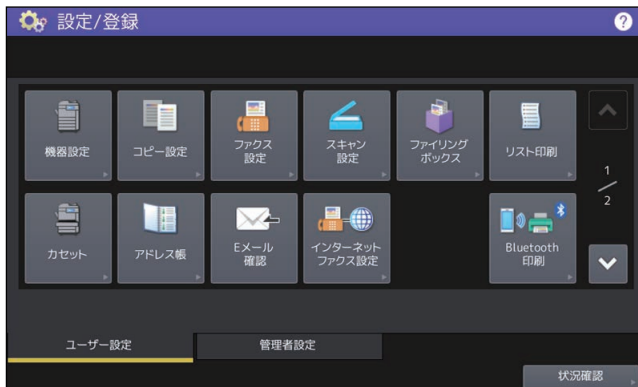 設定/登録
?
機器設定
コピー設定
ファクス
設定
スキャン
設定
ファイリング
ボックス
リスト印刷
1
2
カセット
アドレス帳
Eメール
確認
インターネット
ファクス設定
Bluetooth
印刷
ユーザー設定
管理者設定
状況確認